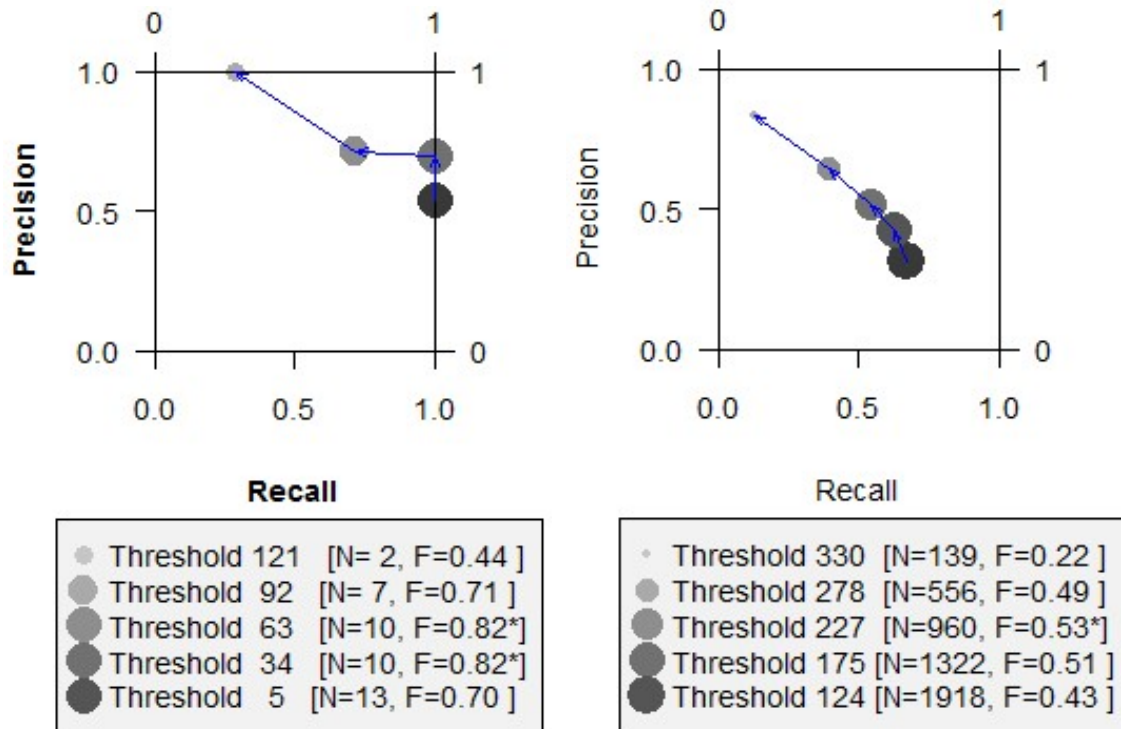 0 1
1.0 1
0.5
0.0 0
0.0 0.5 1.0
Precision
Recall
Threshold 121 [N= 2, F=0.44 ]
Threshold 92 [N= 7, F=0.71 ]
Threshold 63 [N=10, F=0.82*]
Threshold 34 [N=10, F=0.82*]
Threshold 5 [N=13, F=0.70 ]
0 1
1.0 1
0.5
0.0 0
0.0 0.5 1.0
Precision
Recall
Threshold 330 [N=139, F=0.22 ]
Threshold 278 [N=556, F=0.49 ]
Threshold 227 [N=960, F=0.53*]
Threshold 175 [N=1322, F=0.51 ]
Threshold 124 [N=1918, F=0.43 ]